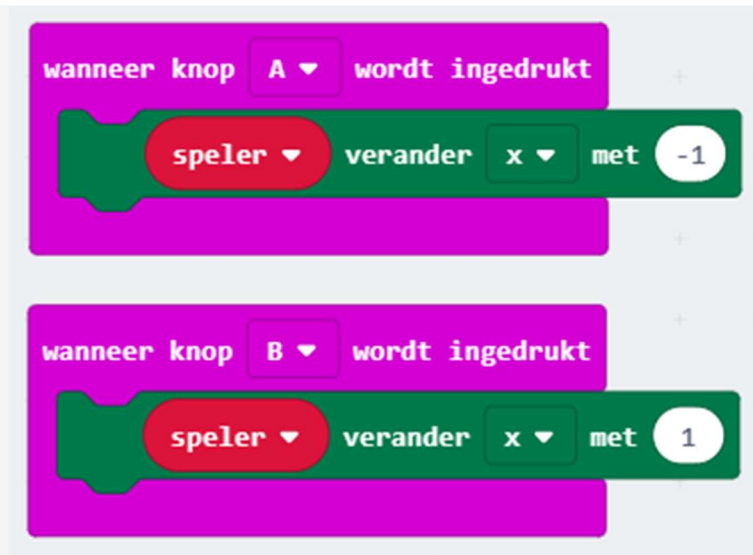 wanneer knop A wordt ingedrukt
speler verander x met -1
wanneer knop B wordt ingedrukt
speler verander x met 1